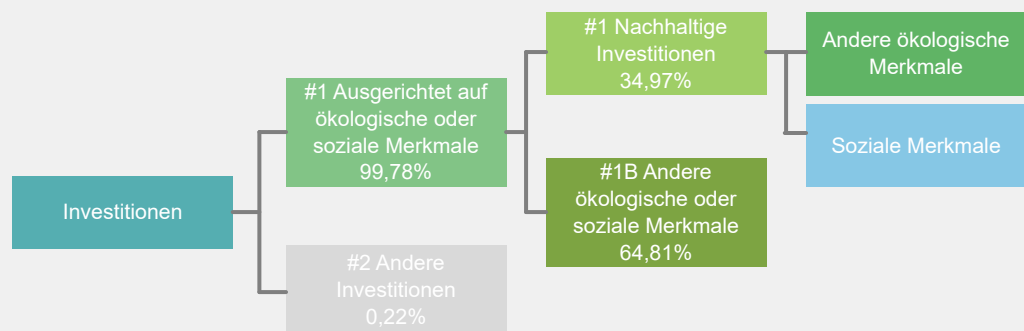 Investitionen
#1 Ausgerichtet auf
ökologische oder
soziale Merkmale
99,78%
#2 Andere
Investitionen
0,22%
#1 Nachhaltige
Investitionen
34,97%
#1B Andere
ökologische oder
soziale Merkmale
64,81%
Andere ökologische
Merkmale
Soziale Merkmale